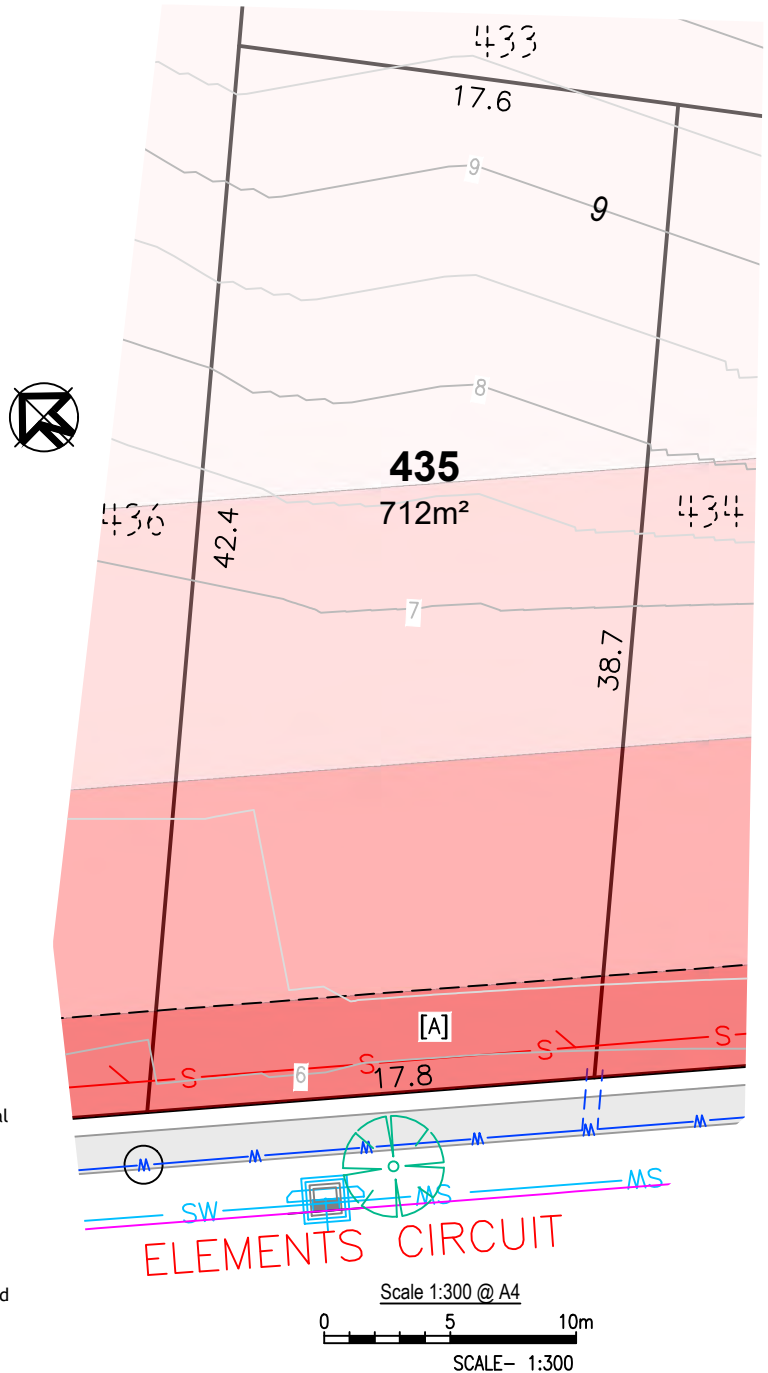 433
17.6
9
9
8
435
712m²
436
434
42.4
7
38.7
[A]
S S S S
6
17.8
al
W W W W W W
SW MS MS
ELEMENTS CIRCUIT
d
Scale 1:300 @ A4
0 5 10m
SCALE- 1:300